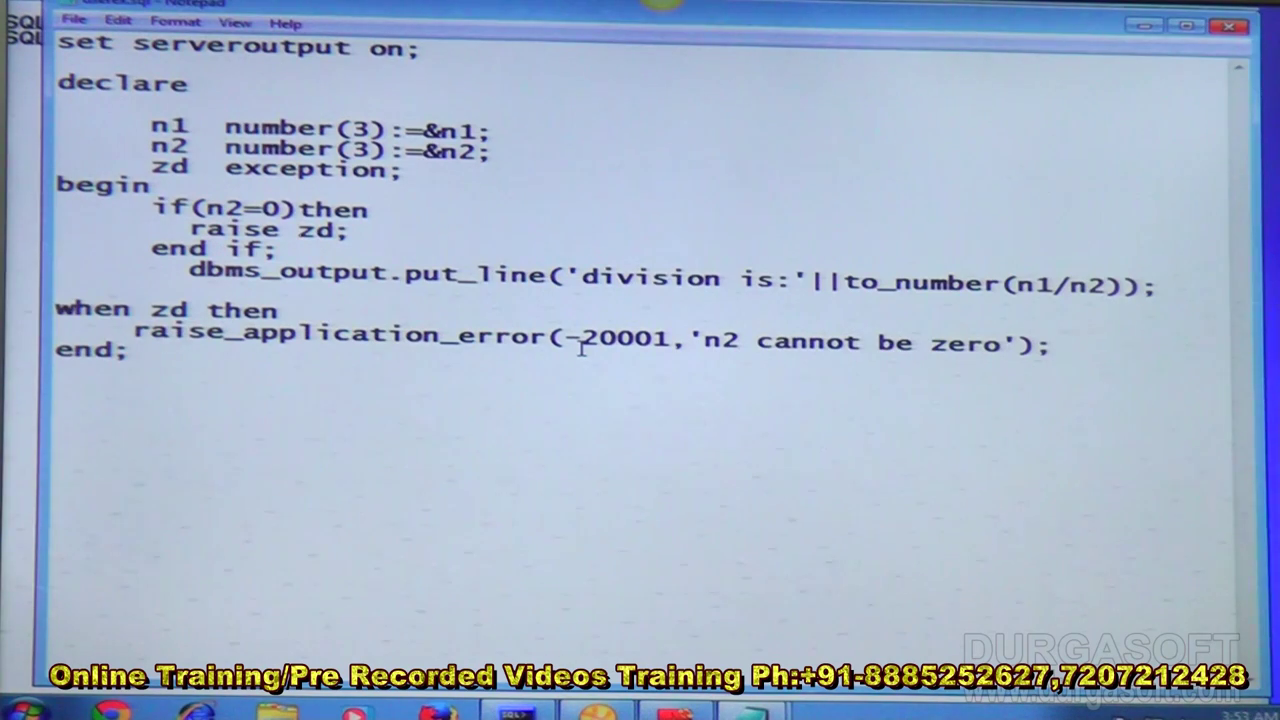 SQL
SQL
File Edit Format View Help
set serveroutput on;
declare
n1 number(3):=&n1;
n2 number(3):=&n2;
zd exception;
begin
if(n2=0)then
raise zd;
end if;
dbms_output.put_line('division is:'||to_number(n1/n2));
when zd then
raise_application_error(-20001,'n2 cannot be zero');
end;
DURGASOFT
www.durgasoft.com
Online Training/Pre Recorded Videos Training Ph:+91-8885252627,7207212428
3:53 AM